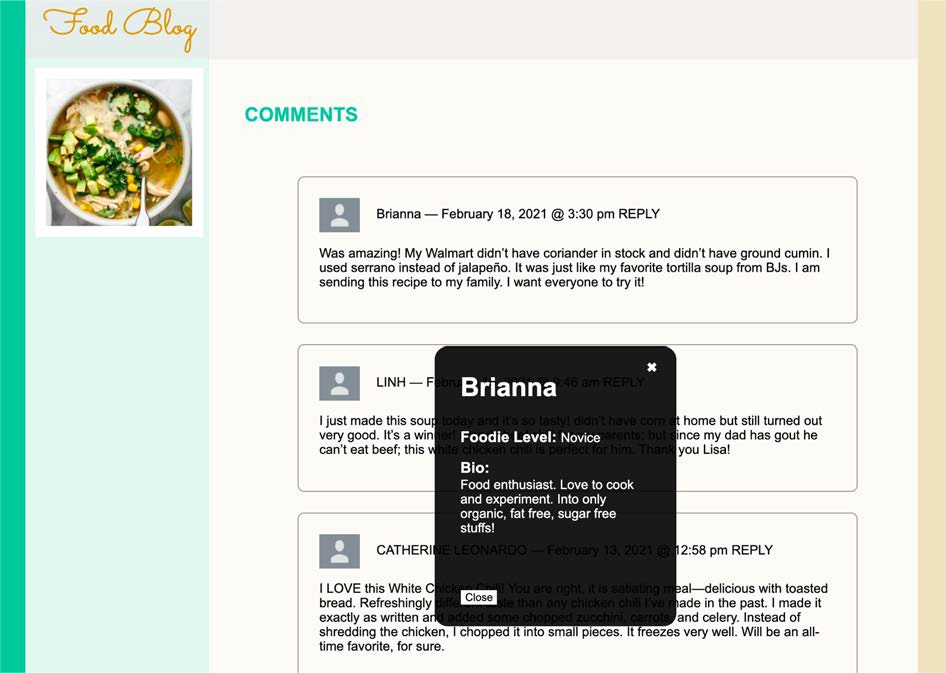 Food Blog
COMMENTS
Brianna — February 18, 2021 @ 3:30 pm REPLY
Was amazing! My Walmart didn’t have coriander in stock and didn’t have ground cumin. I
used serrano instead of jalapeño. It was just like my favorite tortilla soup from BJs. I am
sending this recipe to my family. I want everyone to try it!
LINH — Febru 6:46 am REPLY
I just made this soup today and it's so tasty! didn't have corn at home but still turned out
very good. It’s a winner! parents; but since my dad has gout he
can’t eat beef; this white chicken chili is perfect for him. Thank you Lisa!
✖
Brianna
Foodie Level: Novice
Bio:
Food enthusiast. Love to cook
and experiment. Into only
organic, fat free, sugar free
stuffs!
Close
CATHERINE LEONARDO — February 13, 2021 @ 12:58 pm REPLY
I LOVE this White Chicken Chili! You are right, it is satiating meal—delicious with toasted
bread. Refreshingly different taste than any chicken chili I’ve made in the past. I made it
exactly as written and added some chopped zucchini, carrots, and celery. Instead of
shredding the chicken, I chopped it into small pieces. It freezes very well. Will be an all-
time favorite, for sure.